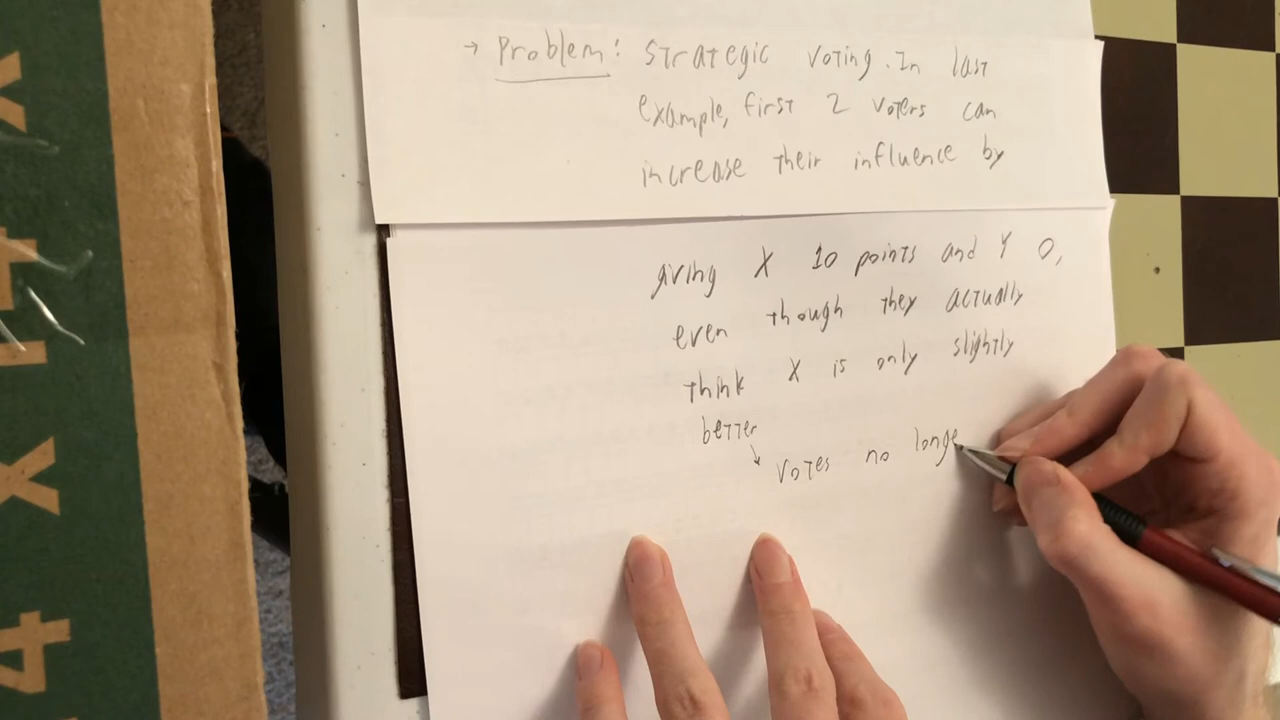 → Problem: Strategic voting. In last
example, first 2 voters can
increase their influence by
giving X 10 points and Y 0,
even though they actually
think X is only slightly
better
↘ votes no longe